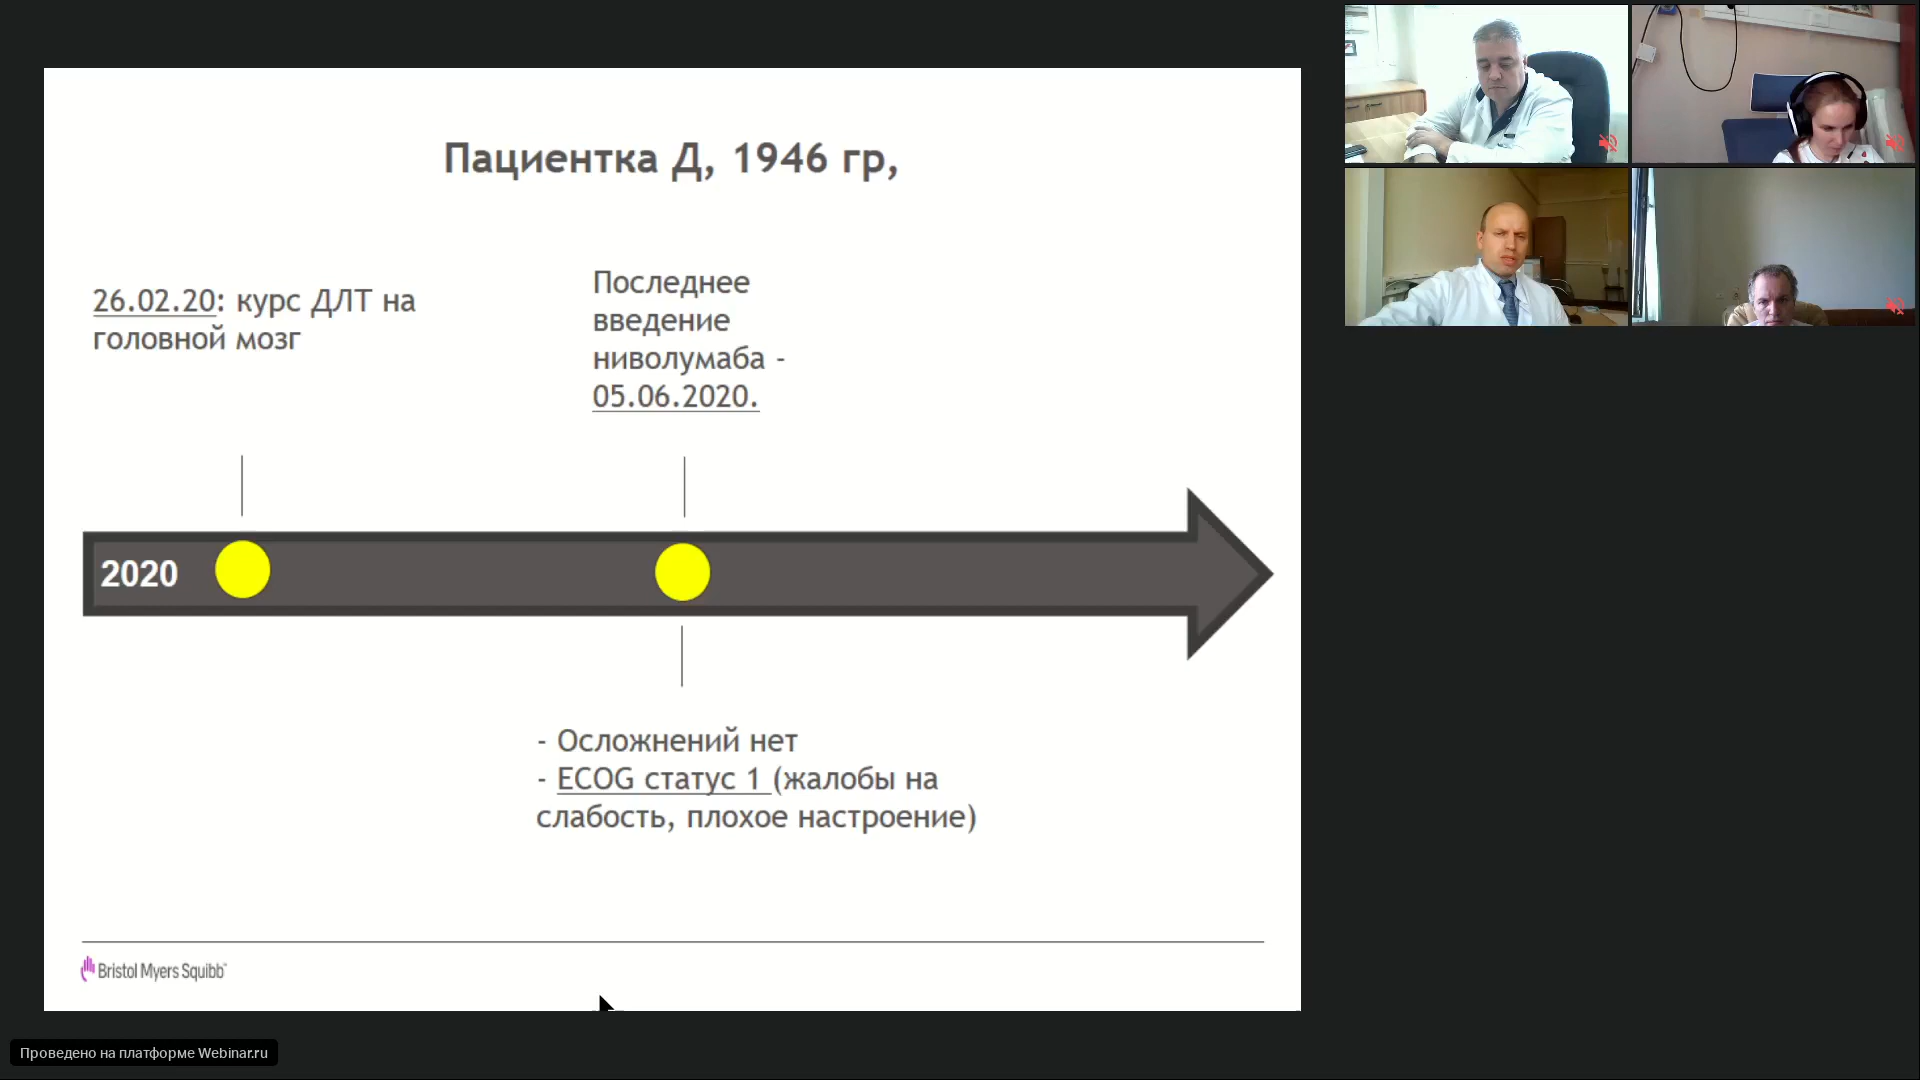 Пациентка Д, 1946 гр,
26.02.20: курс ДЛТ на
головной мозг
Последнее
введение
ниволумаба -
05.06.2020.
2020
- Осложнений нет
- ECOG статус 1 (жалобы на
слабость, плохое настроение)
Bristol Myers Squibb™
Проведено на платформе Webinar.ru